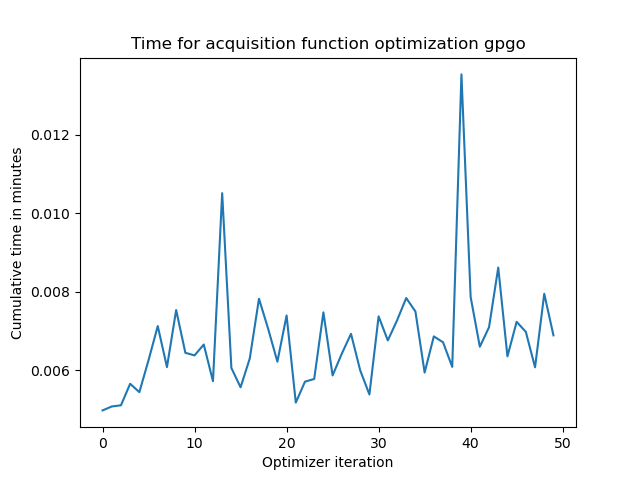 Time for acquisition function optimization gpgo
Cumulative time in minutes
0.012
0.010
0.008
0.006
0 10 20 30 40 50
Optimizer iteration